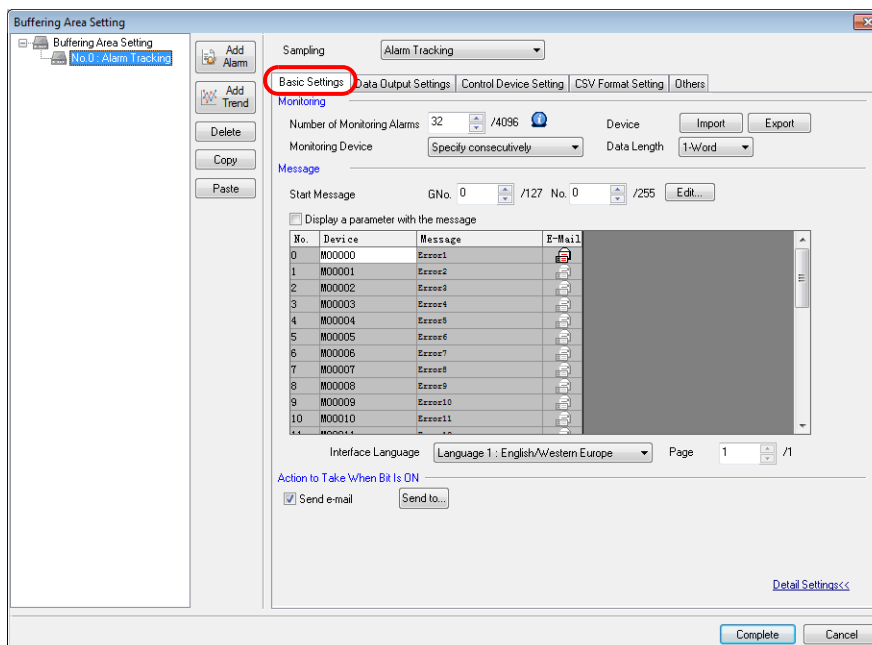 Buffering Area Setting
Buffering Area Setting
No.0 : Alarm Tracking
Add Alarm
Add Trend
Delete
Copy
Paste
Sampling Alarm Tracking
Basic Settings Data Output Settings Control Device Setting CSV Format Setting Others
Monitoring
Number of Monitoring Alarms 32 /4096 Device Import Export
Monitoring Device Specify consecutively Data Length 1-Word
Message
Start Message GNo. 0 /127 No. 0 /255 Edit...
Display a parameter with the message
No. Device Message E-Mail
0 M00000 Error1
1 M00001 Error2
2 M00002 Error3
3 M00003 Error4
4 M00004 Error5
5 M00005 Error6
6 M00006 Error7
7 M00007 Error8
8 M00008 Error9
9 M00009 Error10
10 M00010 Error11
Interface Language Language 1 : English/Western Europe Page 1 /1
Action to Take When Bit Is ON
Send e-mail Send to...
Detail Settings<<
Complete Cancel